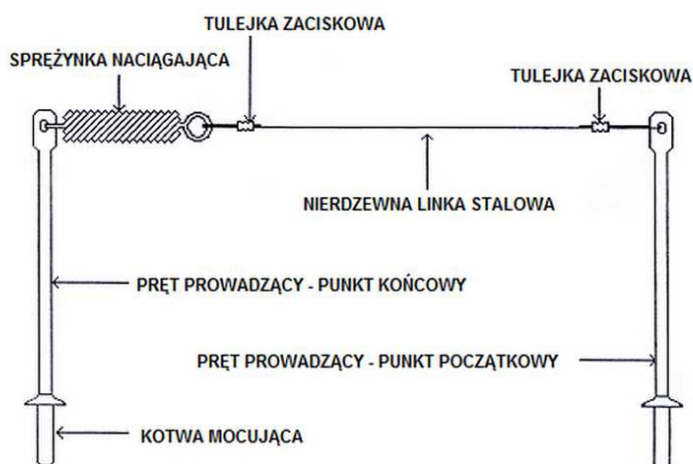 TULEJKA ZACISKOWA
SPRĘŻYNKA NACIĄGAJĄCA
TULEJKA ZACISKOWA
NIERDZEWNA LINKA STALOWA
PRĘT PROWADZĄCY - PUNKT KOŃCOWY
PRĘT PROWADZĄCY - PUNKT POCZĄTKOWY
KOTWA MOCUJĄCA